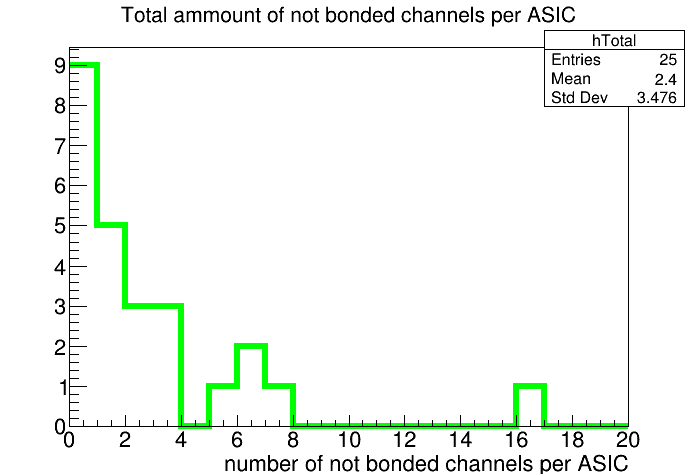 Total ammount of not bonded channels per ASIC
hTotal
Entries 25
Mean 2.4
Std Dev 3.476
9
8
7
6
5
4
3
2
1
0
0 2 4 6 8 10 12 14 16 18 20
number of not bonded channels per ASIC